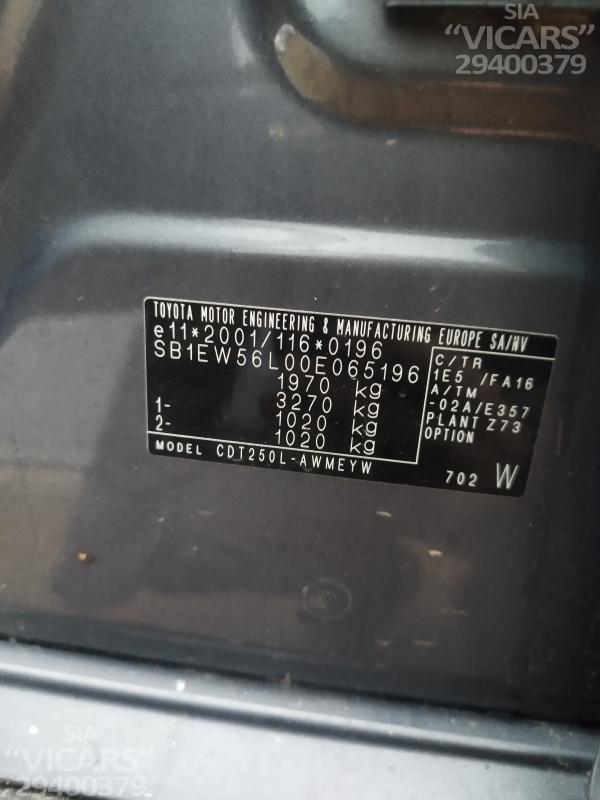 SIA
“VICARS”
29400379
TOYOTA MOTOR ENGINEERING & MANUFACTURING EUROPE SA/NV
e11*2001/116*0196
SB1EW56L00E065196
1970 kg
3270 kg
1- 1020 kg
2- 1020 kg
MODEL CDT250L-AWMEYW
C/TR
1E5 /FA16
A/TM
-02A/E357
PLANT Z73
OPTION
702 W
SIA
“VICARS”
29400379